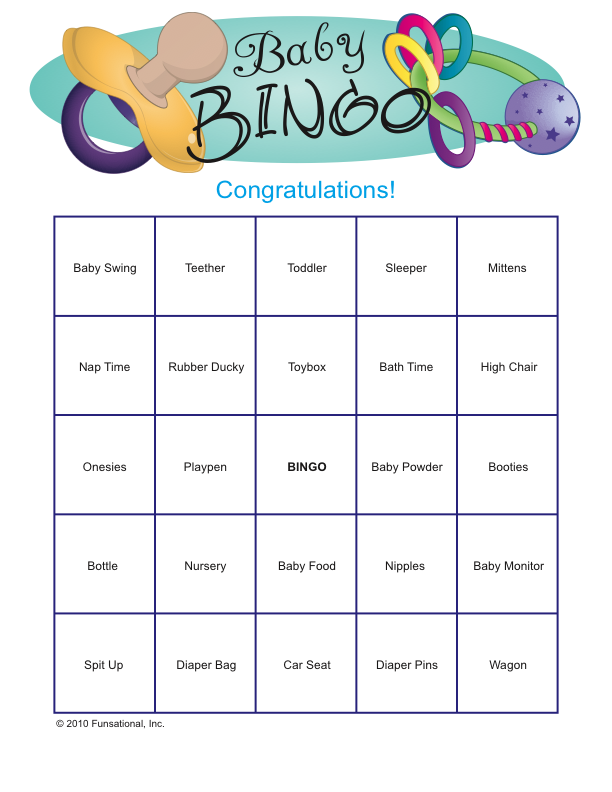 Baby
BINGO
Congratulations!
Baby Swing Teether Toddler Sleeper Mittens
Nap Time Rubber Ducky Toybox Bath Time High Chair
Onesies Playpen BINGO Baby Powder Booties
Bottle Nursery Baby Food Nipples Baby Monitor
Spit Up Diaper Bag Car Seat Diaper Pins Wagon
© 2010 Funsational, Inc.